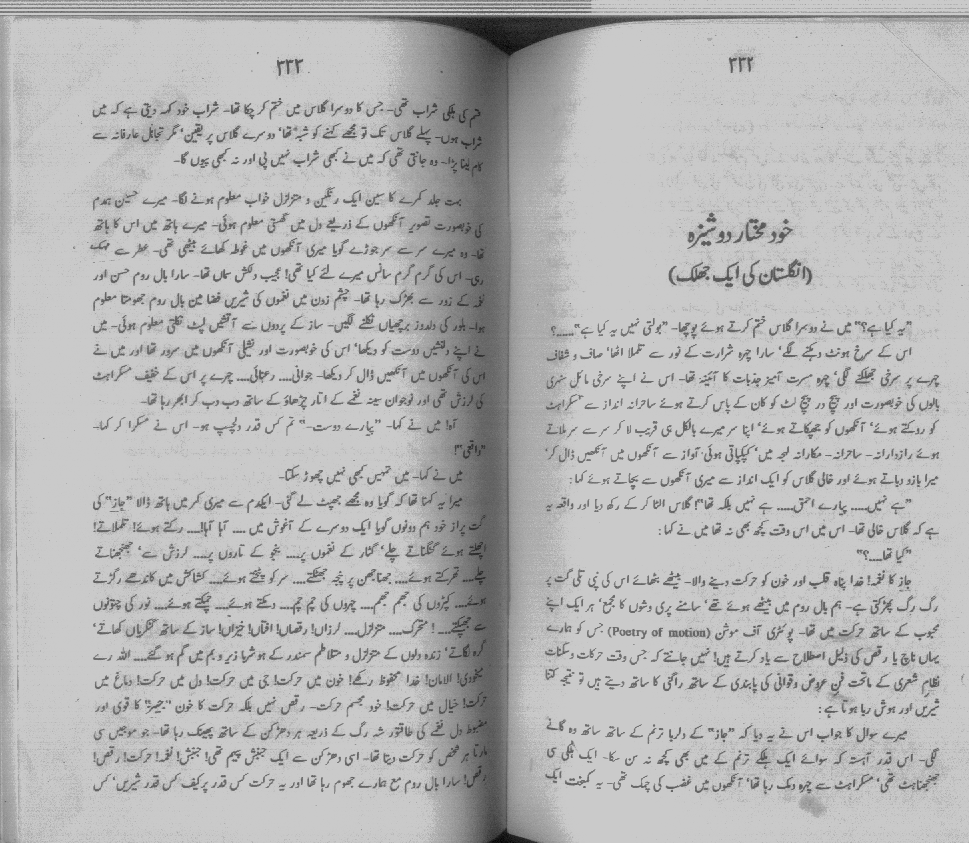 ۳۳۲
خود مختار دوشیزہ
(انگلستان کی ایک جھلک)
"یہ کیا ہے؟" میں نے دوسرا گلاس ختم کرتے ہوئے پوچھا۔ "بولتی نہیں یہ کیا ہے"......؟
اس کے سرخ ہونٹ دہکنے لگے' سارا چہرہ شرارت کے نور سے تلملا اٹھا' صاف و شفاف
چہرے پر سرخی جھلکنے لگی' چہرہ مسرت آمیز جذبات کا آئینہ تھا۔ اس نے اپنے سرخی مائل سنہری
بالوں کی خوبصورت اور پیچ در پیچ لٹ کو کان کے پاس کرتے ہوئے ساحرانہ انداز سے مسکراہٹ
کو روکتے ہوئے' آنکھوں کو جھپکاتے ہوئے' اپنا سر میرے بالکل ہی قریب لا کر سر سے سر ملاتے
ہوئے رازدارانہ۔ ساحرانہ۔ مکارانہ لہجہ میں' کپکپاتی ہوئی آواز سے آنکھوں میں آنکھیں ڈال کر'
میرا بازو دباتے ہوئے اور خالی گلاس کو ایک انداز سے میری آنکھوں سے بچاتے ہوئے کہا:
"ہے نہیں..... پیارے احمق..... ہے نہیں بلکہ تھا"! گلاس الٹا کر کے رکھ دیا اور واقعہ یہ
ہے کہ گلاس خالی تھا۔ اس میں اس وقت کچھ بھی نہ تھا میں نے کہا:
"کیا تھا....؟"
جاز کا نغمہ! خدا پناہ قلب اور خون کو حرکت دینے والا۔ بیٹھے بٹھائے اس کی نپی تلی گت پر
رگ رگ پھڑکتی ہے۔ ہم بال روم میں بیٹھے ہوئے تھے' سامنے پری وشوں کا مجمع' ہر ایک اپنے
محبوب کے ساتھ حرکت میں تھا۔ پوئٹری آف موشن (Poetry of motion) جس کو ہمارے
یہاں ناچ یا رقص کی ذلیل اصطلاح سے یاد کرتے ہیں! نہیں جانتے کہ جس وقت حرکات و سکنات
نظامِ شعری کے ماتحت فنِ عروض و قوافی کی پابندی کے ساتھ راگنی کا ساتھ دیتے ہیں تو نتیجہ کتنا
شیریں اور ہوش ربا ہوتا ہے:
میرے سوال کا جواب اس نے یہ دیا کہ "جاز" کے دلربا ترنم کے ساتھ ساتھ وہ گانے
لگی۔ اس قدر آہستہ کہ سوائے ایک ہلکے ترنم کے میں بھی کچھ نہ سن سکا۔ ایک ہلکی سی
جھنجھناہٹ تھی' مسکراہٹ سے چہرہ دمک رہا تھا' آنکھوں میں غضب کی چمک تھی۔ یہ کمبخت ایک
۳۳۳
قسم کی ہلکی شراب تھی۔ جس کا دوسرا گلاس میں ختم کر چکا تھا۔ شراب خود کہہ دیتی ہے کہ میں
شراب ہوں۔ پہلے گلاس تک تو مجھے کہنے کو شبہ تھا' دوسرے گلاس پر یقین' مگر تجاہل عارفانہ سے
کام لینا پڑا۔ وہ جانتی تھی کہ میں نے کبھی شراب نہیں پی اور نہ کبھی پیوں گا۔
بہت جلد کمرے کا سین ایک رنگین و متزلزل خواب معلوم ہونے لگا۔ میرے حسین ہمدم
کی خوبصورت تصویر آنکھوں کے ذریعے دل میں گھستی معلوم ہوئی۔ میرے ہاتھ میں اس کا ہاتھ
تھا۔ وہ میرے سر سے سر جوڑے گویا میری آنکھوں میں غوطہ کھائے بیٹھی تھی۔ عطر سے مہک
رہی۔ اس کی گرم گرم سانس میرے لئے کیا تھی! عجیب دلکش سماں تھا۔ سارا بال روم حسن اور
نغمہ کے زور سے بھڑک رہا تھا۔ چشم زدن میں نغموں کی شیریں فضا میں بال روم جھومتا معلوم
ہوا۔ بلور کی دلدوز برچھیاں نکلنے لگیں۔ ساز کے پردوں سے آتشیں لپٹ نکلتی معلوم ہوئی۔ میں
نے اپنے دلنشیں دوست کو دیکھا' اس کی خوبصورت اور نشیلی آنکھوں میں سرور تھا اور میں نے
اس کی آنکھوں میں آنکھیں ڈال کر دیکھا۔ جوانی.... رعنائی.... چہرے پر اس کے خفیف مسکراہٹ
کی لرزش تھی اور نوجوان سینہ نغمے کے اتار چڑھاؤ کے ساتھ دب دب کر ابھر رہا تھا۔
آہ! میں نے کہا۔ "پیارے دوست۔" تم کس قدر دلچسپ ہو۔ اس نے مسکرا کر کہا۔
"واقعی"!
میں نے کہا۔ میں تمہیں کبھی نہیں چھوڑ سکتا۔
میرا یہ کہنا تھا کہ گویا وہ مجھے جھپٹ لے گئی۔ ایکدم سے میری کمر میں ہاتھ ڈالا "جاز" کی
گت پر از خود ہم دونوں گویا ایک دوسرے کے آغوش میں .... آہا آہا!.... رکتے ہوئے! تلملاتے!
اچھلتے ہوئے گنگناتے چلے' گٹار کے نغموں پر.... بنجو کے تاروں پر.... لرزش سے' جھنجھناتے
چلے.... تھرکتے ہوئے.... جھانجھن پر پنجہ جھٹکتے.... سر کو پٹختے ہوئے.... کشاکش میں کاندھے رگڑتے
ہوئے.... کپڑوں کی جھم جھم.... چہروں کی چم چم.... دمکتے ہوئے.... چمکتے ہوئے.... نور کی چتونوں
سے جھپکتے....! متحرک.... متزلزل.... لرزاں! رقصاں! افتاں! خیزاں! ساز کے ساتھ گٹکریاں کھاتے'
گرہ لگاتے' زندہ دلوں کے متزلزل و متلاطم سمندر کے ہوشربا زیر و بم میں گم ہو گئے.... اللہ رے
بیخودی! الامان! خدا محفوظ رکھے! خون میں حرکت! جی میں حرکت! دل میں حرکت! دماغ میں
حرکت! خیال میں حرکت! خود مجسم حرکت۔ رقص نہیں بلکہ حرکت کا خون "جیمز" کا قوی اور
مضبوط دل نغمے کی طاقتور شہ رگ کے ذریعہ ہر دھڑکن کے ساتھ پھینک رہا تھا۔ جو موجیں سی
مارتا ہر شخص کو حرکت دیتا تھا۔ اسی دھڑکن سے ایک جنبش پیہم تھی! جنبش! نغمہ! حرکت! رقص!
رقص! سارا بال روم مع ہمارے جھوم رہا تھا اور یہ حرکت کس قدر پرکیف کس قدر شیریں' کس